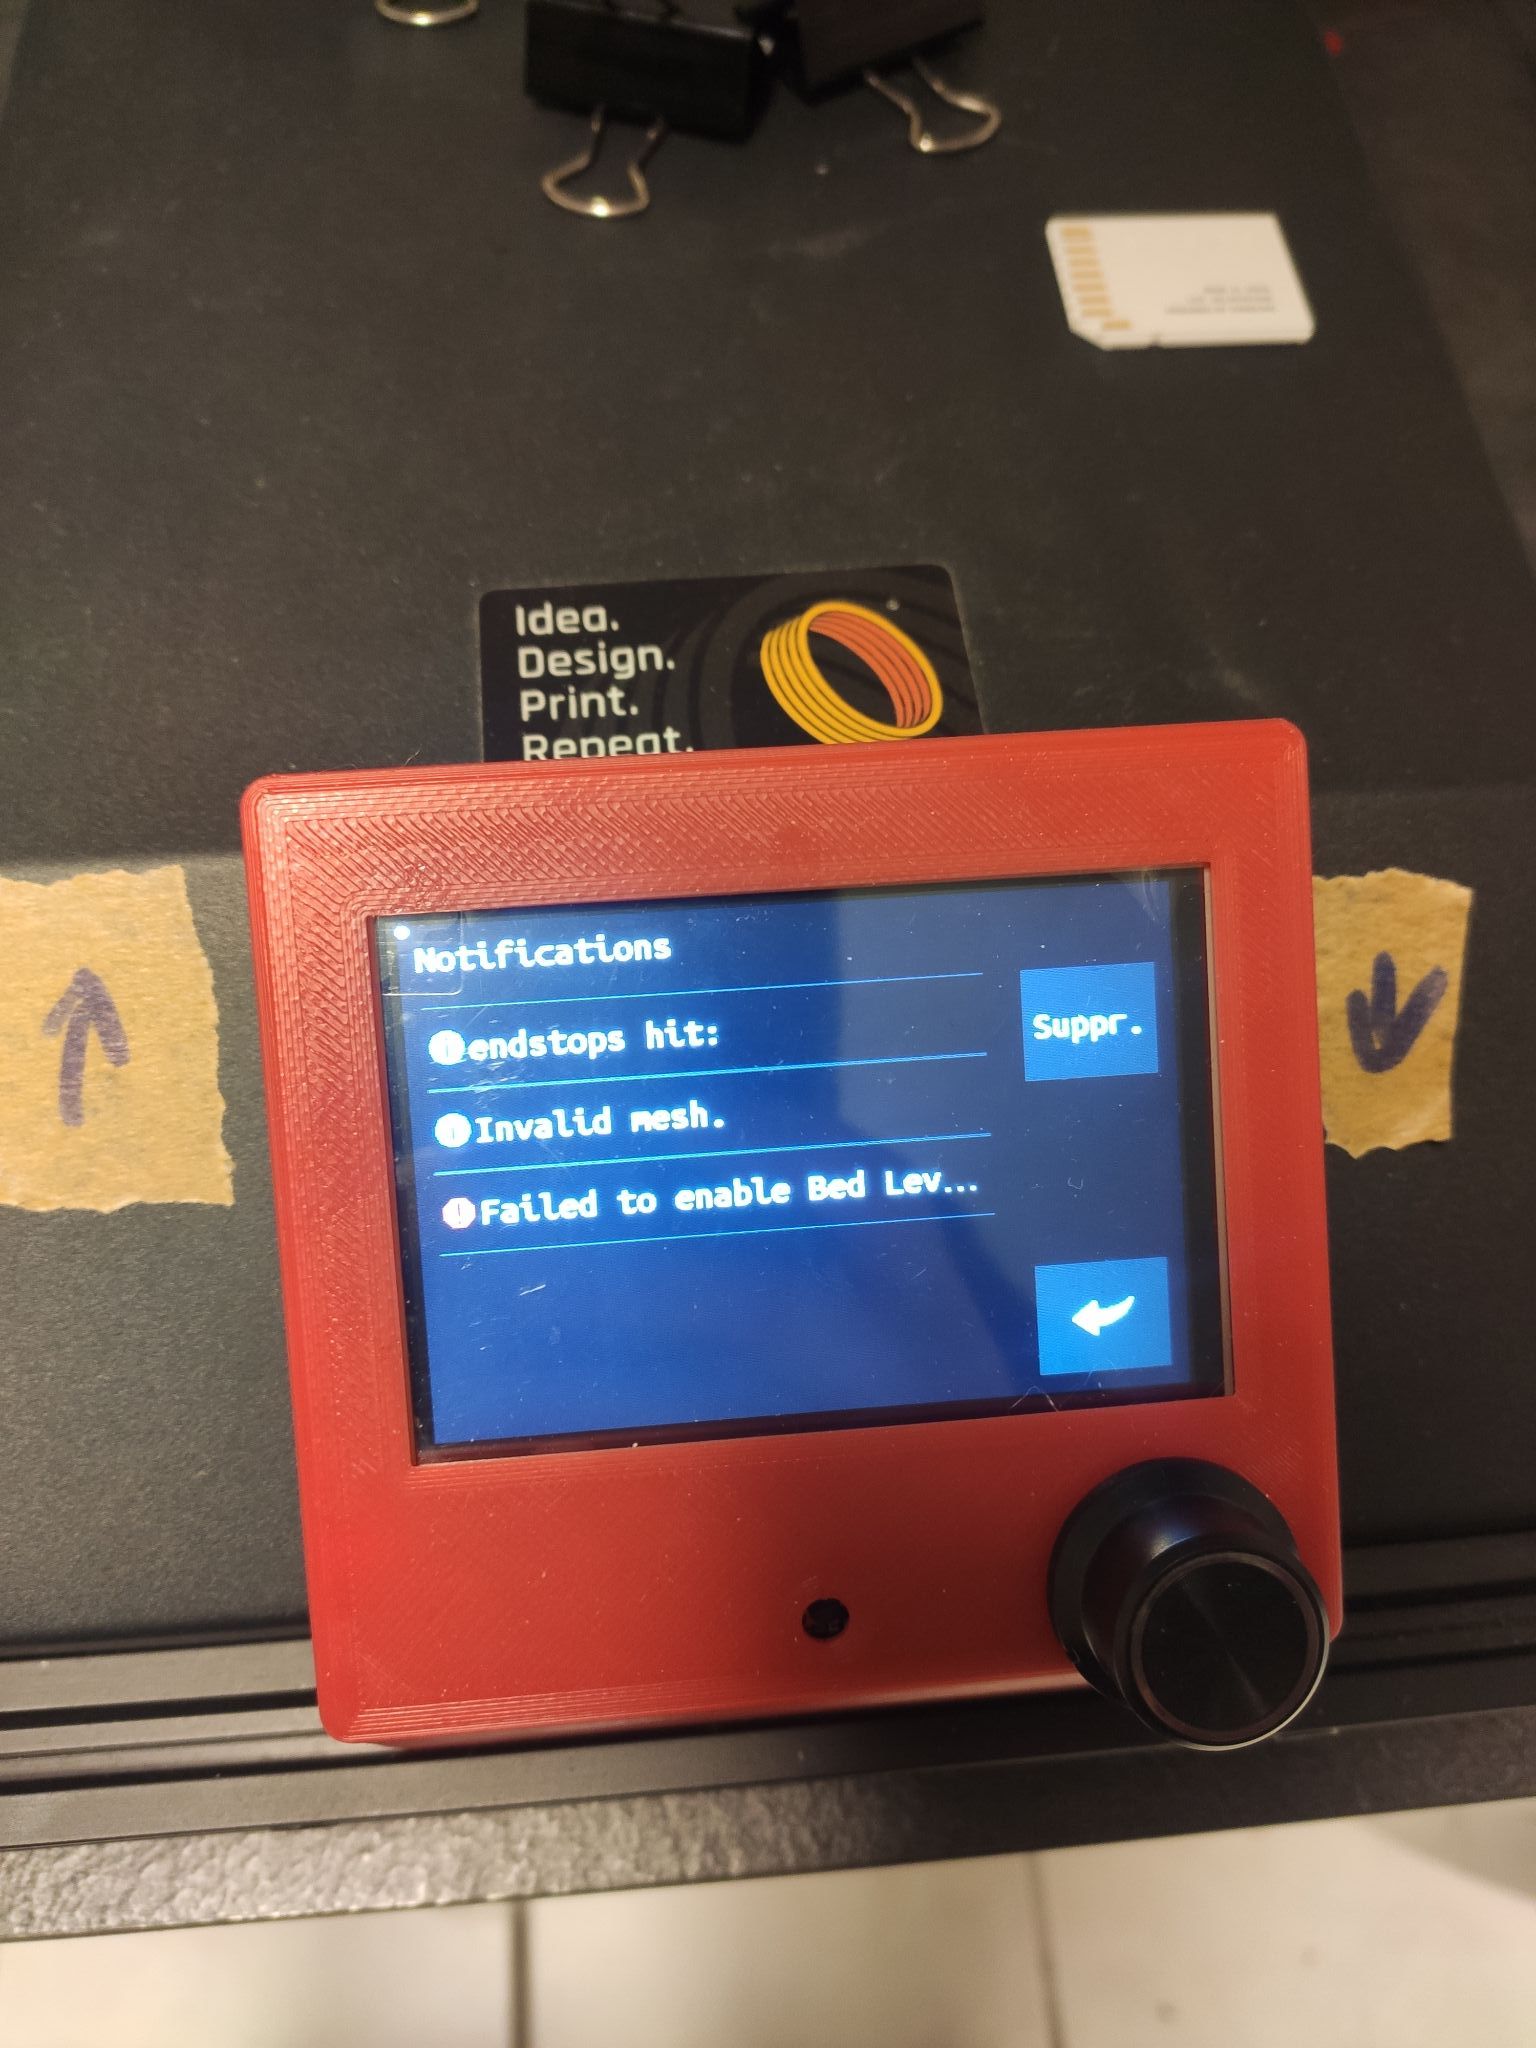 Idea.
Design.
Print.
Repeat.
Notifications
endstops hit:
Suppr.
Invalid mesh.
Failed to enable Bed Lev...